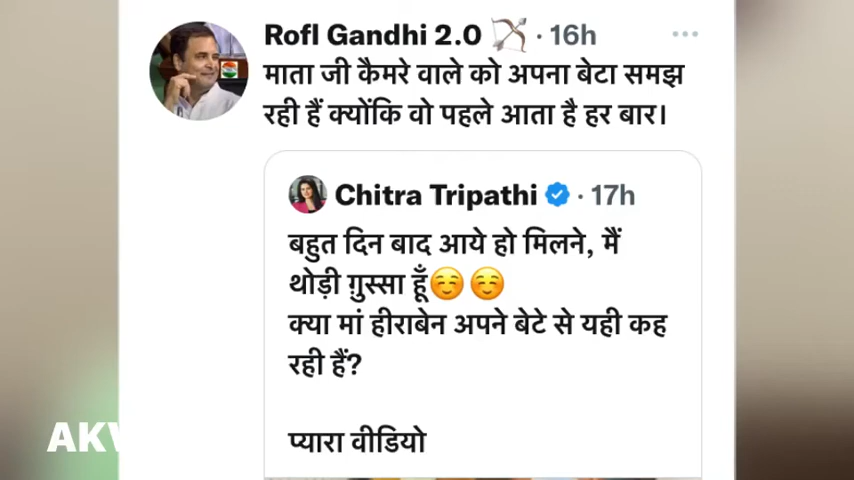 Rofl Gandhi 2.0 🏹 · 16h
माता जी कैमरे वाले को अपना बेटा समझ
रही हैं क्योंकि वो पहले आता है हर बार।
Chitra Tripathi · 17h
बहुत दिन बाद आये हो मिलने, मैं
थोड़ी ग़ुस्सा हूँ☺️☺️
क्या मां हीराबेन अपने बेटे से यही कह
रही हैं?
प्यारा वीडियो